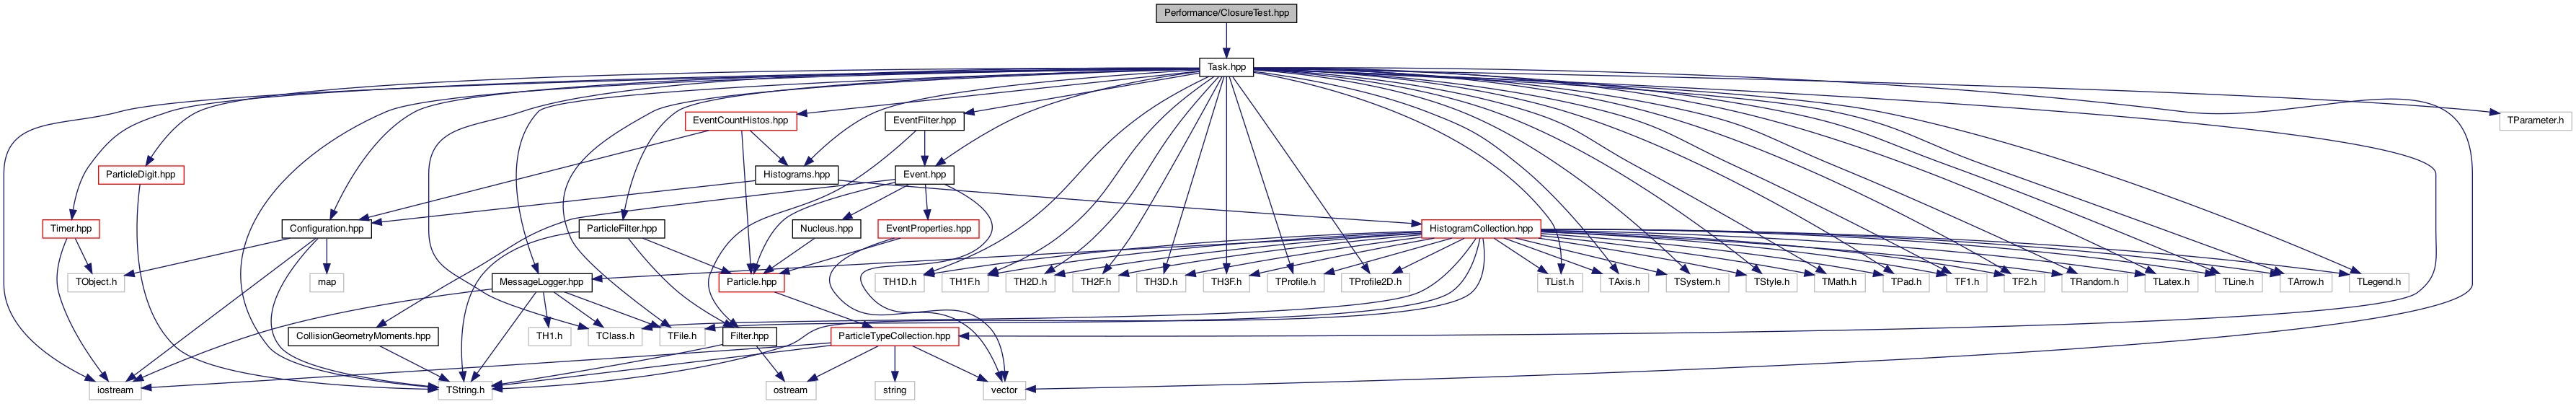 Performance/ClosureTest.hpp
Task.hpp
EventCountHistos.hpp
EventFilter.hpp
TParameter.h
ParticleDigit.hpp
Histograms.hpp
Event.hpp
Timer.hpp
Configuration.hpp
ParticleFilter.hpp
Nucleus.hpp
EventProperties.hpp
HistogramCollection.hpp
TObject.h
map
MessageLogger.hpp
Particle.hpp
TH1D.h
TH1F.h
TH2D.h
TH2F.h
TH3D.h
TH3F.h
TProfile.h
TProfile2D.h
TList.h
TAxis.h
TSystem.h
TStyle.h
TMath.h
TPad.h
TF1.h
TF2.h
TRandom.h
TLatex.h
TLine.h
TArrow.h
TLegend.h
CollisionGeometryMoments.hpp
TH1.h
TClass.h
TFile.h
Filter.hpp
ParticleTypeCollection.hpp
iostream
TString.h
ostream
string
vector